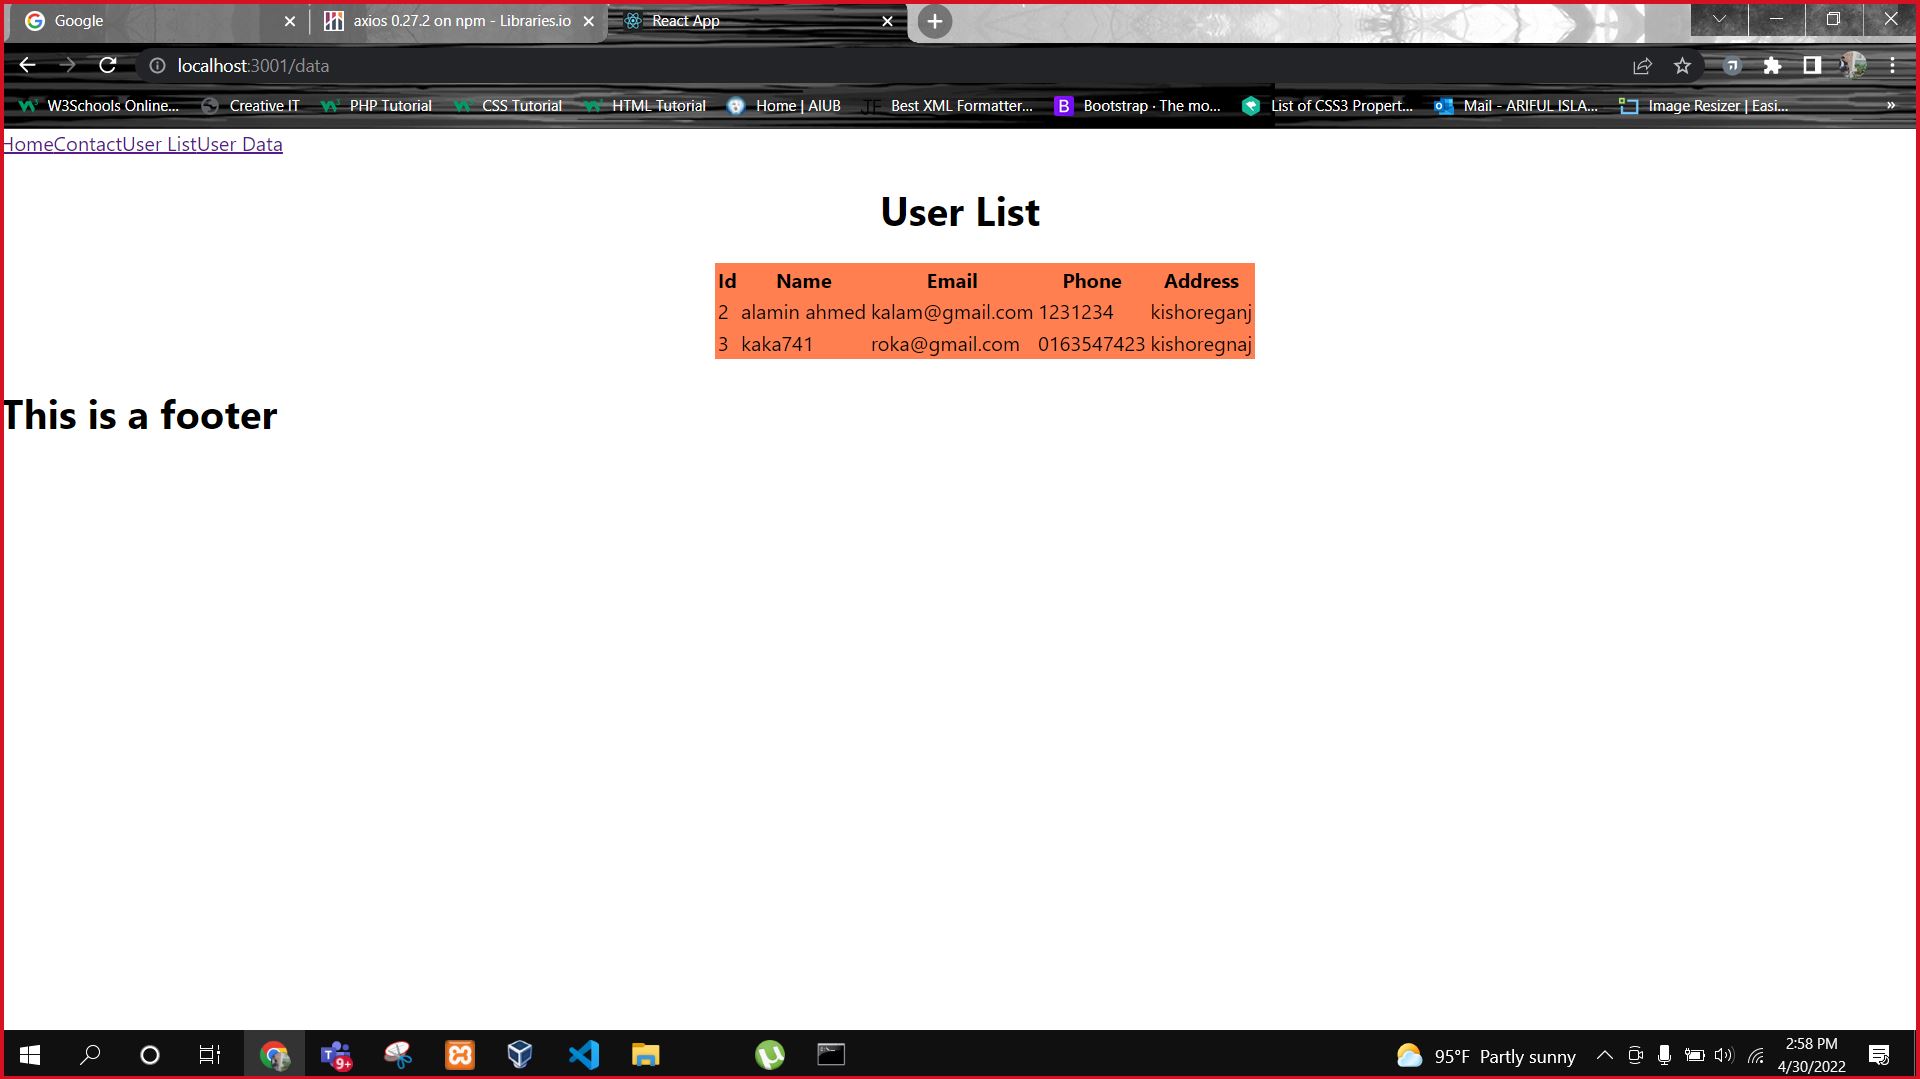 Google
axios 0.27.2 on npm - Libraries.io
React App
localhost:3001/data
W3Schools Online...
Creative IT
PHP Tutorial
CSS Tutorial
HTML Tutorial
Home | AIUB
JF
Best XML Formatter...
B
Bootstrap · The mo...
List of CSS3 Propert...
Mail - ARIFUL ISLA...
Image Resizer | Easi...
»
HomeContactUser ListUser Data
User List
Id Name Email Phone Address
2 alamin ahmed kalam@gmail.com 1231234 kishoreganj
3 kaka741 roka@gmail.com 0163547423 kishoregnaj
This is a footer
9+
95°F Partly sunny
2:58 PM
4/30/2022